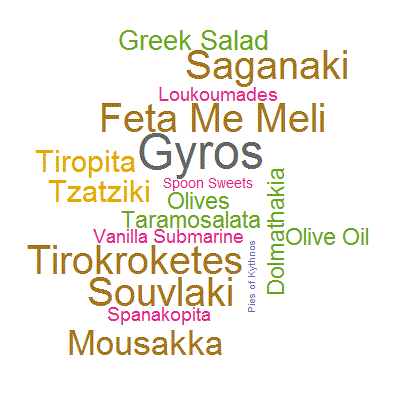 Greek Salad
Saganaki
Loukoumades
Feta Me Meli
Gyros
Tiropita
Spoon Sweets
Tzatziki
Olives
Dolmathakia
Taramosalata
Vanilla Submarine
Olive Oil
Tirokroketes
Pies of Kythnos
Souvlaki
Spanakopita
Mousakka